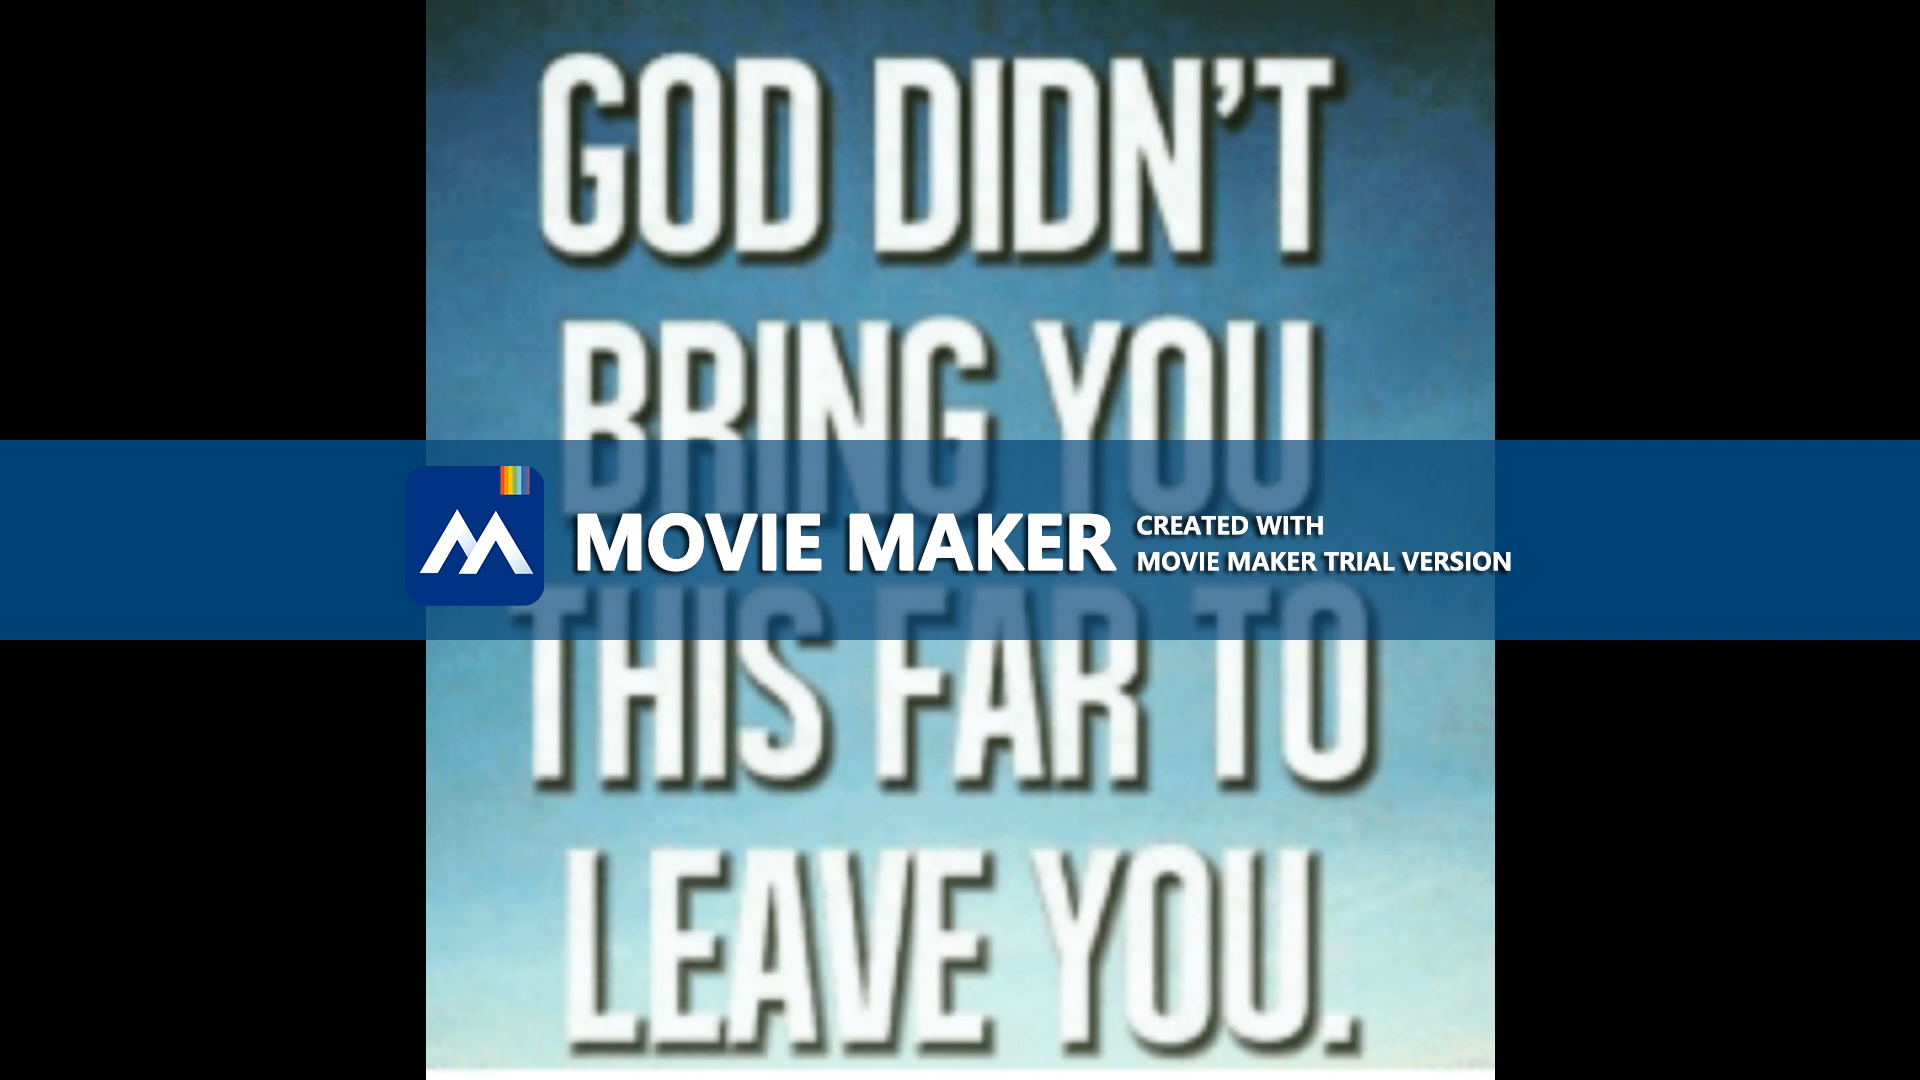 GOD DIDN'T
BRING YOU
MOVIE MAKER
CREATED WITH
MOVIE MAKER TRIAL VERSION
THIS FAR TO
LEAVE YOU.